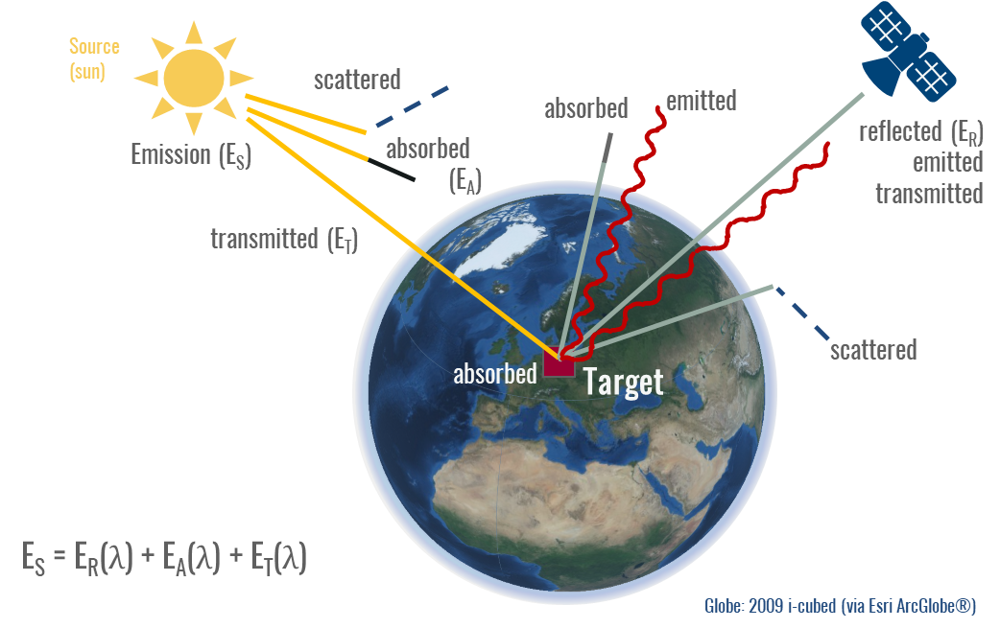 Source
(sun)
scattered
Emission (ES)
absorbed
(EA)
transmitted (ET)
absorbed
emitted
reflected (ER)
emitted
transmitted
scattered
absorbed
Target
ES = ER(λ) + EA(λ) + ET(λ)
Globe: 2009 i-cubed (via Esri ArcGlobe®)